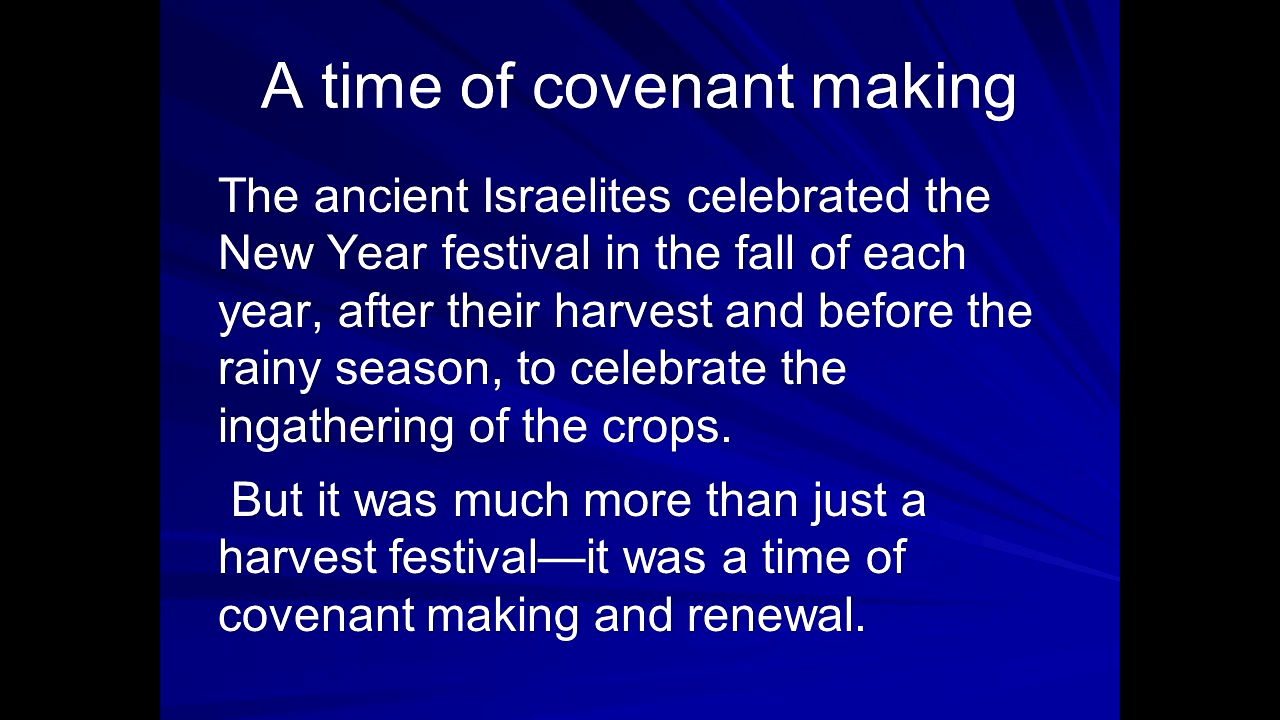 A time of covenant making
The ancient Israelites celebrated the
New Year festival in the fall of each
year, after their harvest and before the
rainy season, to celebrate the
ingathering of the crops.
But it was much more than just a
harvest festival—it was a time of
covenant making and renewal.